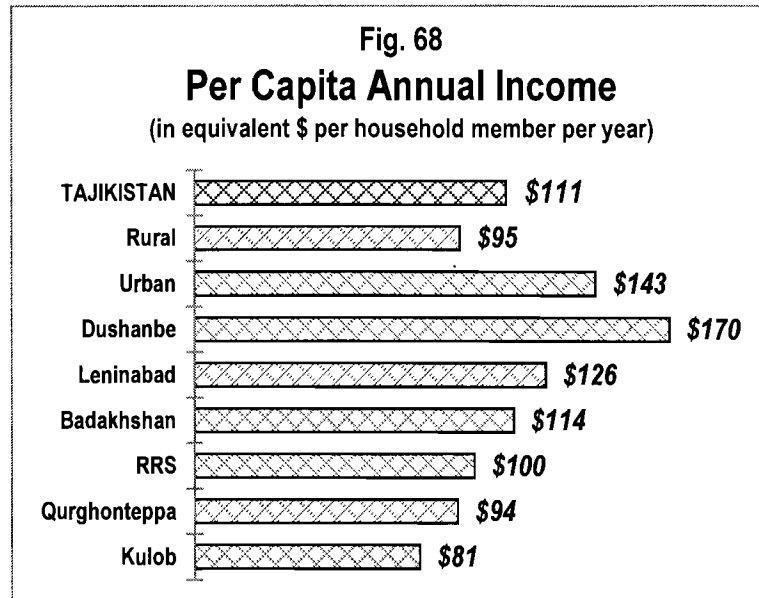 Fig. 68
Per Capita Annual Income
(in equivalent $ per household member per year)
TAJIKISTAN $111
Rural $95
Urban $143
Dushanbe $170
Leninabad $126
Badakhshan $114
RRS $100
Qurghonteppa $94
Kulob $81